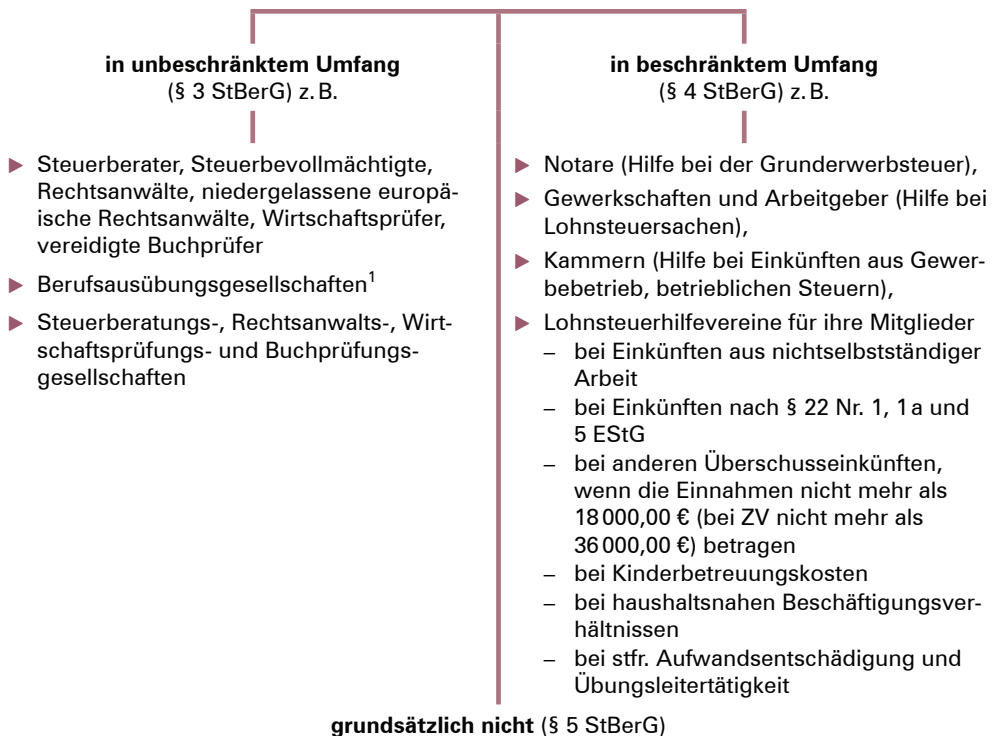 in unbeschränktem Umfang
(§ 3 StBerG) z. B.
▶ Steuerberater, Steuerbevollmächtigte,
Rechtsanwälte, niedergelassene europä-
ische Rechtsanwälte, Wirtschaftsprüfer,
vereidigte Buchprüfer
▶ Berufsausübungsgesellschaften¹
▶ Steuerberatungs-, Rechtsanwalts-, Wirt-
schaftsprüfungs- und Buchprüfungs-
gesellschaften
in beschränktem Umfang
(§ 4 StBerG) z. B.
▶ Notare (Hilfe bei der Grunderwerbsteuer),
▶ Gewerkschaften und Arbeitgeber (Hilfe bei
Lohnsteuersachen),
▶ Kammern (Hilfe bei Einkünften aus Gewer-
bebetrieb, betrieblichen Steuern),
▶ Lohnsteuerhilfevereine für ihre Mitglieder
– bei Einkünften aus nichtselbstständiger
Arbeit
– bei Einkünften nach § 22 Nr. 1, 1 a und
5 EStG
– bei anderen Überschusseinkünften,
wenn die Einnahmen nicht mehr als
18 000,00 € (bei ZV nicht mehr als
36 000,00 €) betragen
– bei Kinderbetreuungskosten
– bei haushaltsnahen Beschäftigungsver-
hältnissen
– bei stfr. Aufwandsentschädigung und
Übungsleitertätigkeit
grundsätzlich nicht (§ 5 StBerG)